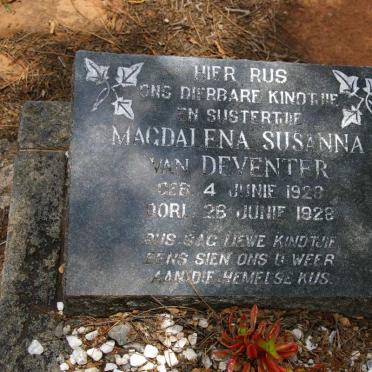 HIER RUS
ONS DIERBARE KINDTJIE
EN SUSTERTJIE
MAGDALENA SUSANNA
VAN DEVENTER
GEB. 4 JUNIE 1928
OORL. 26 JUNIE 1928
RUS SAG LIEWE KINDTJIE
EENS SIEN ONS U WEER
AAN DIE HEMELSE KUS.